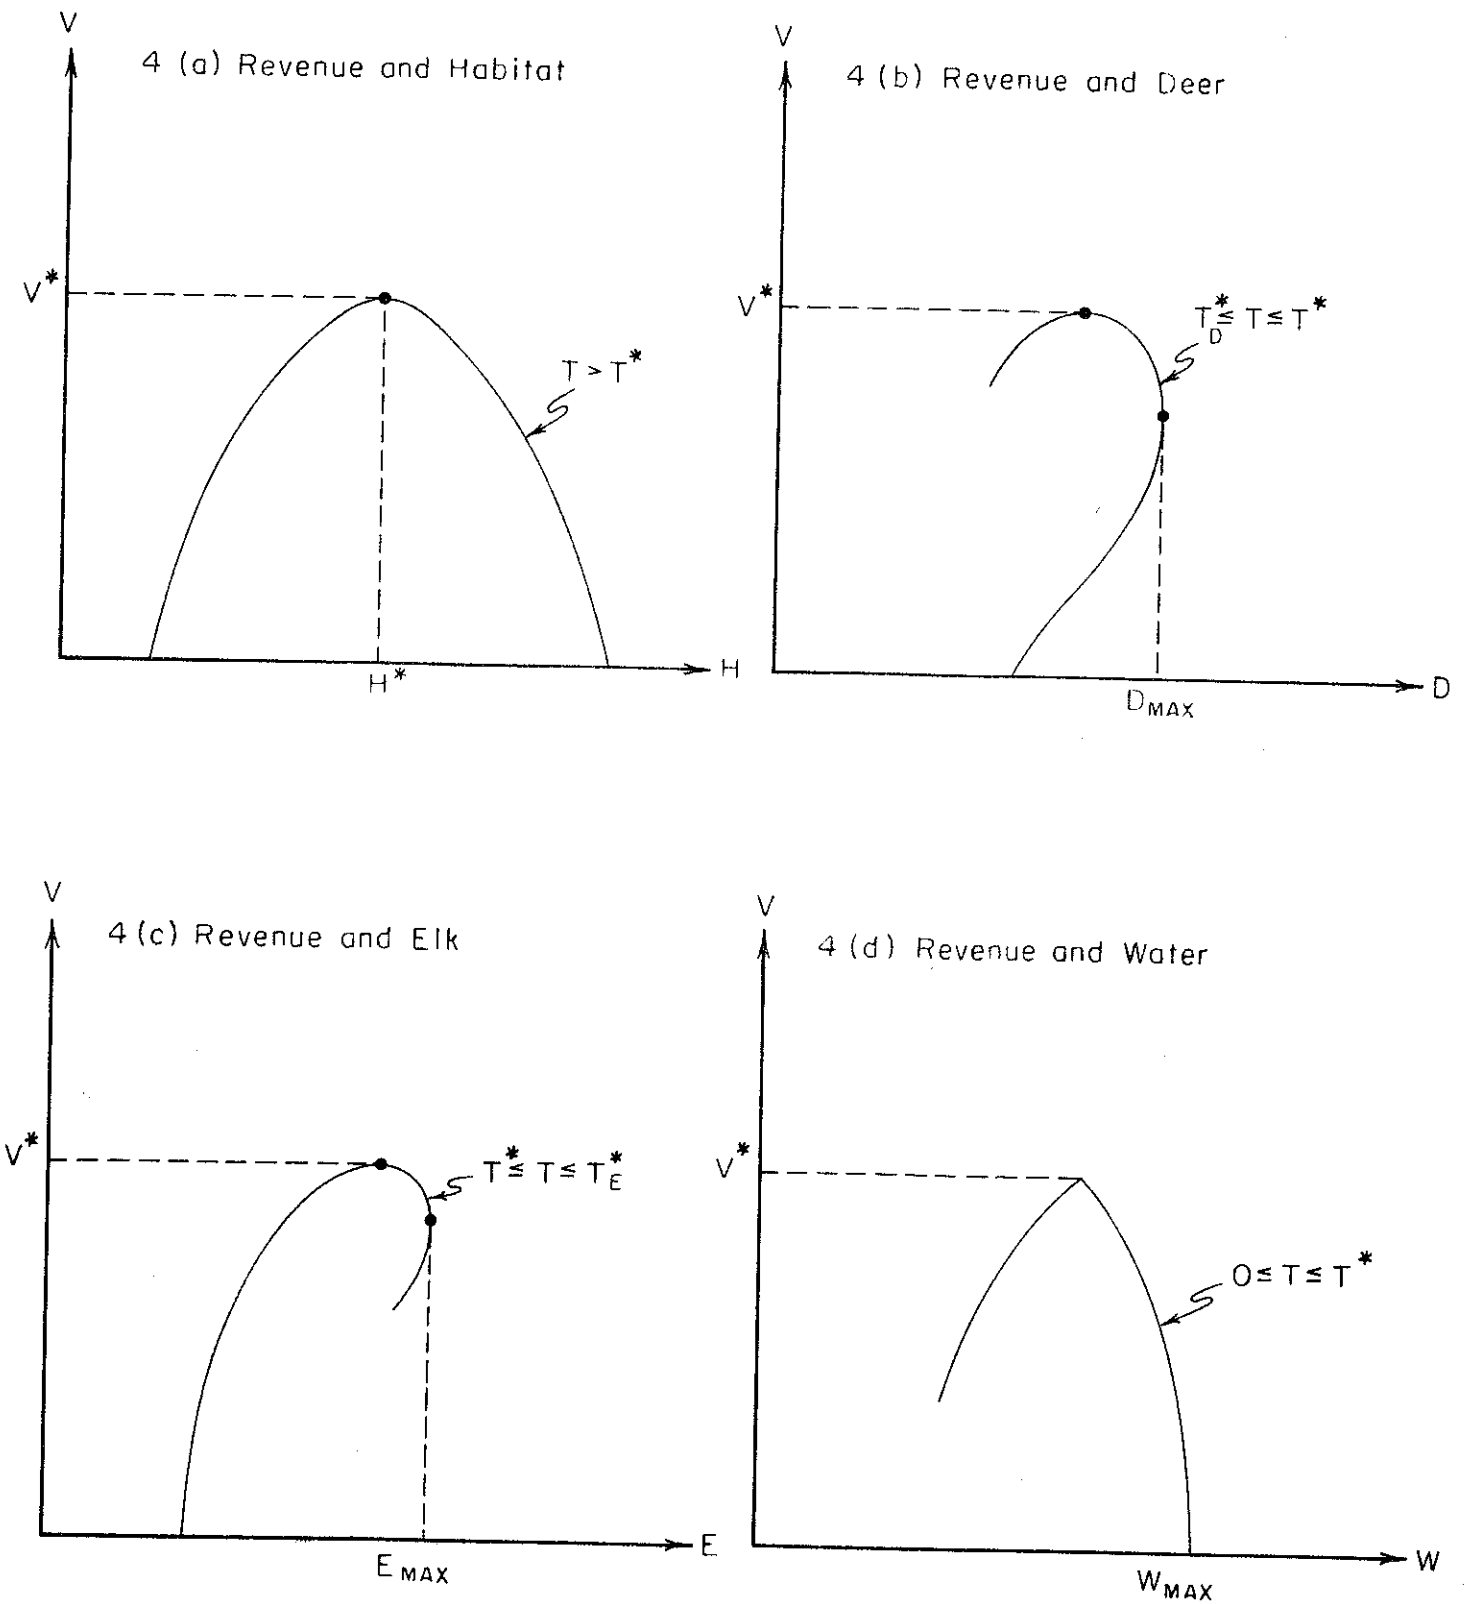 V
4 (a) Revenue and Habitat
V*
T > T*
H
H*
V
4 (b) Revenue and Deer
V*
T*D ≤ T ≤ T*
D
DMAX
V
4 (c) Revenue and Elk
V*
T* ≤ T ≤ T*E
E
EMAX
V
4 (d) Revenue and Water
V*
O ≤ T ≤ T*
W
WMAX